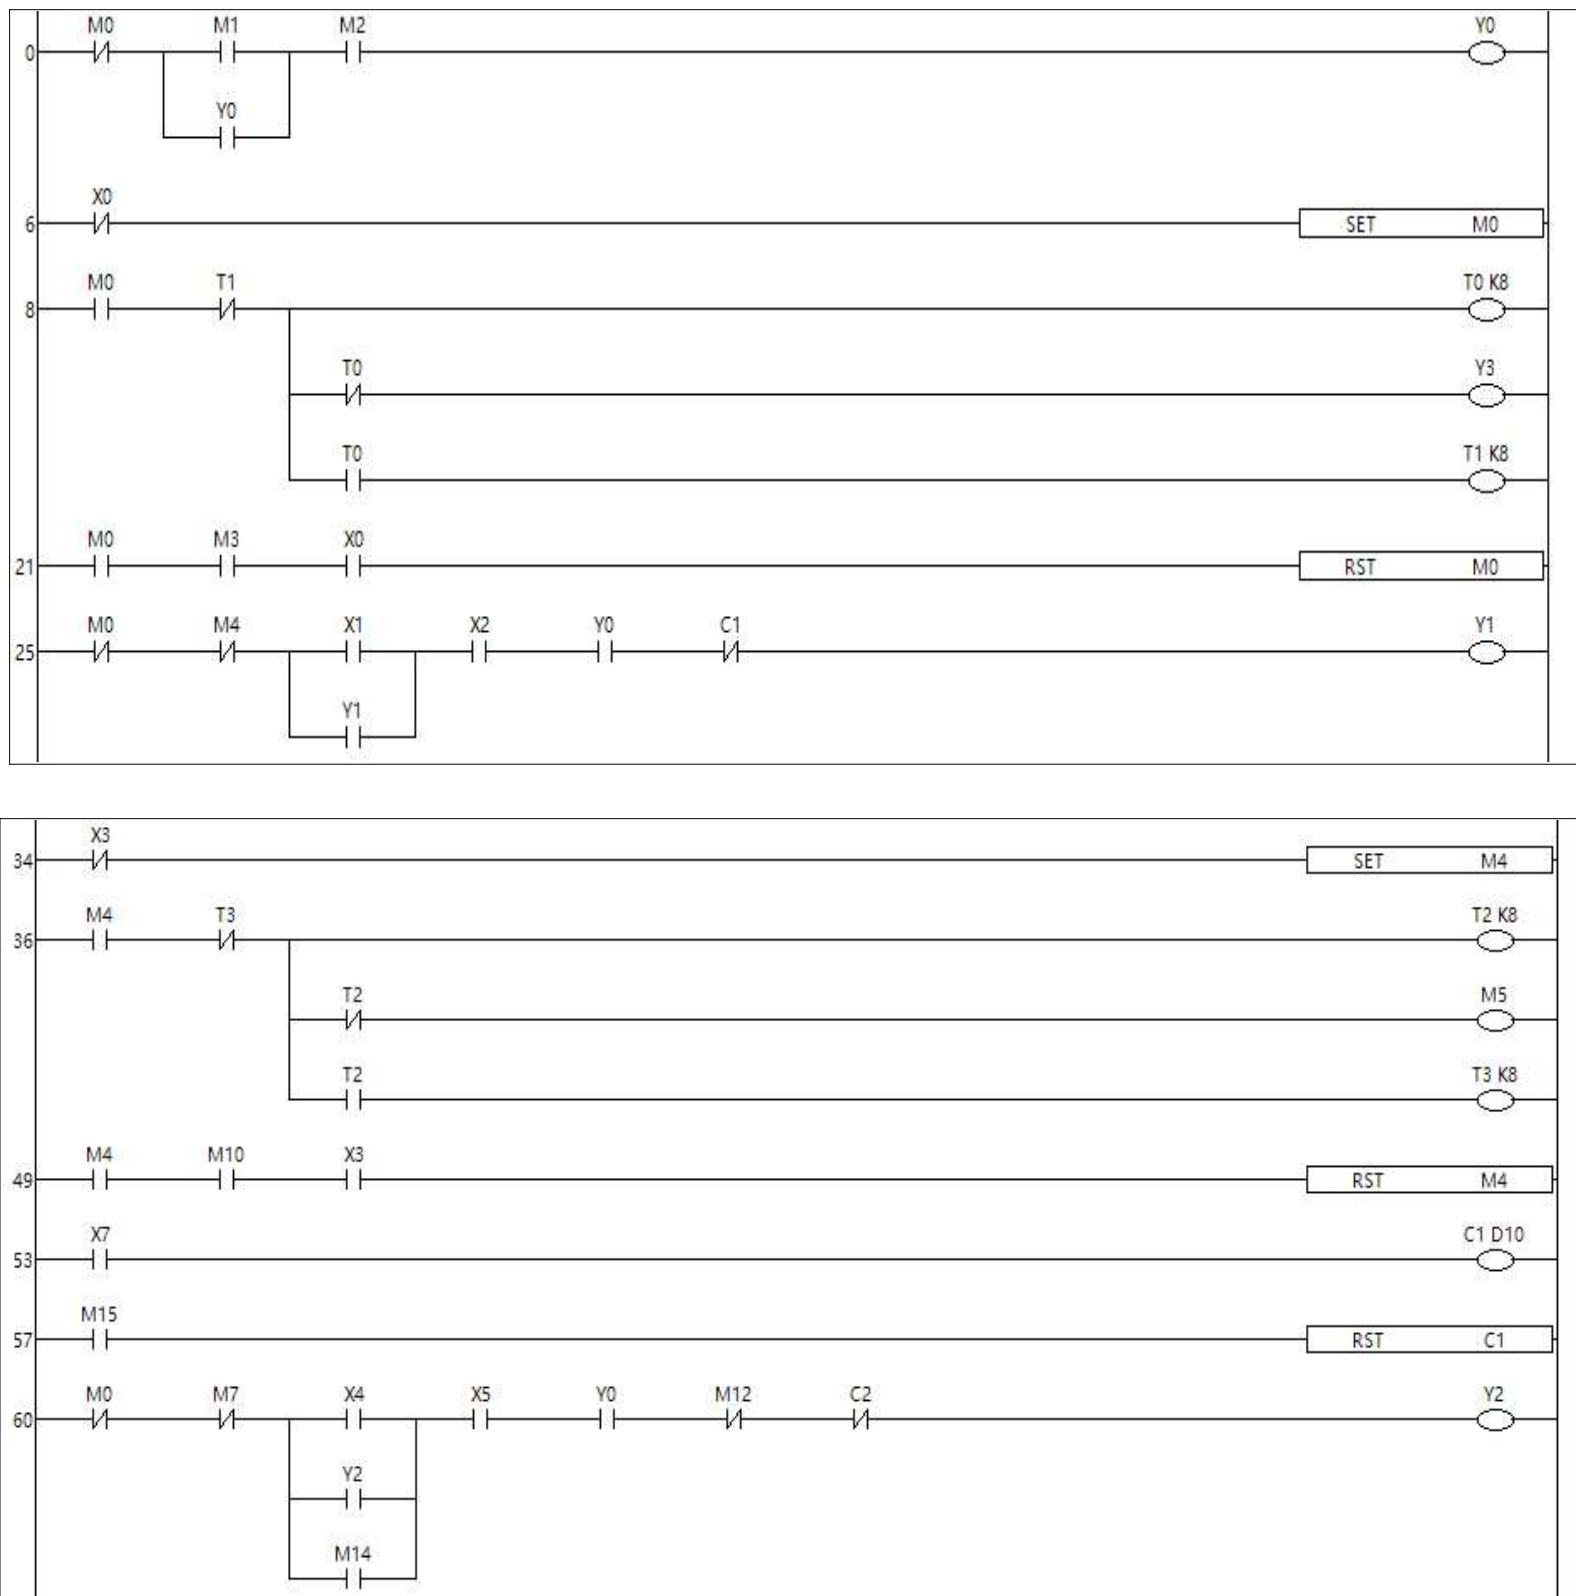 M0 M1 M2 Y0
0
Y0
X0
6 SET M0
M0 T1 T0 K8
8
T0 Y3
T0 T1 K8
M0 M3 X0
21 RST M0
M0 M4 X1 X2 Y0 C1 Y1
25
Y1
X3
34 SET M4
M4 T3 T2 K8
36
T2 M5
T2 T3 K8
M4 M10 X3
49 RST M4
X7 C1 D10
53
M15
57 RST C1
M0 M7 X4 X5 Y0 M12 C2 Y2
60
Y2
M14